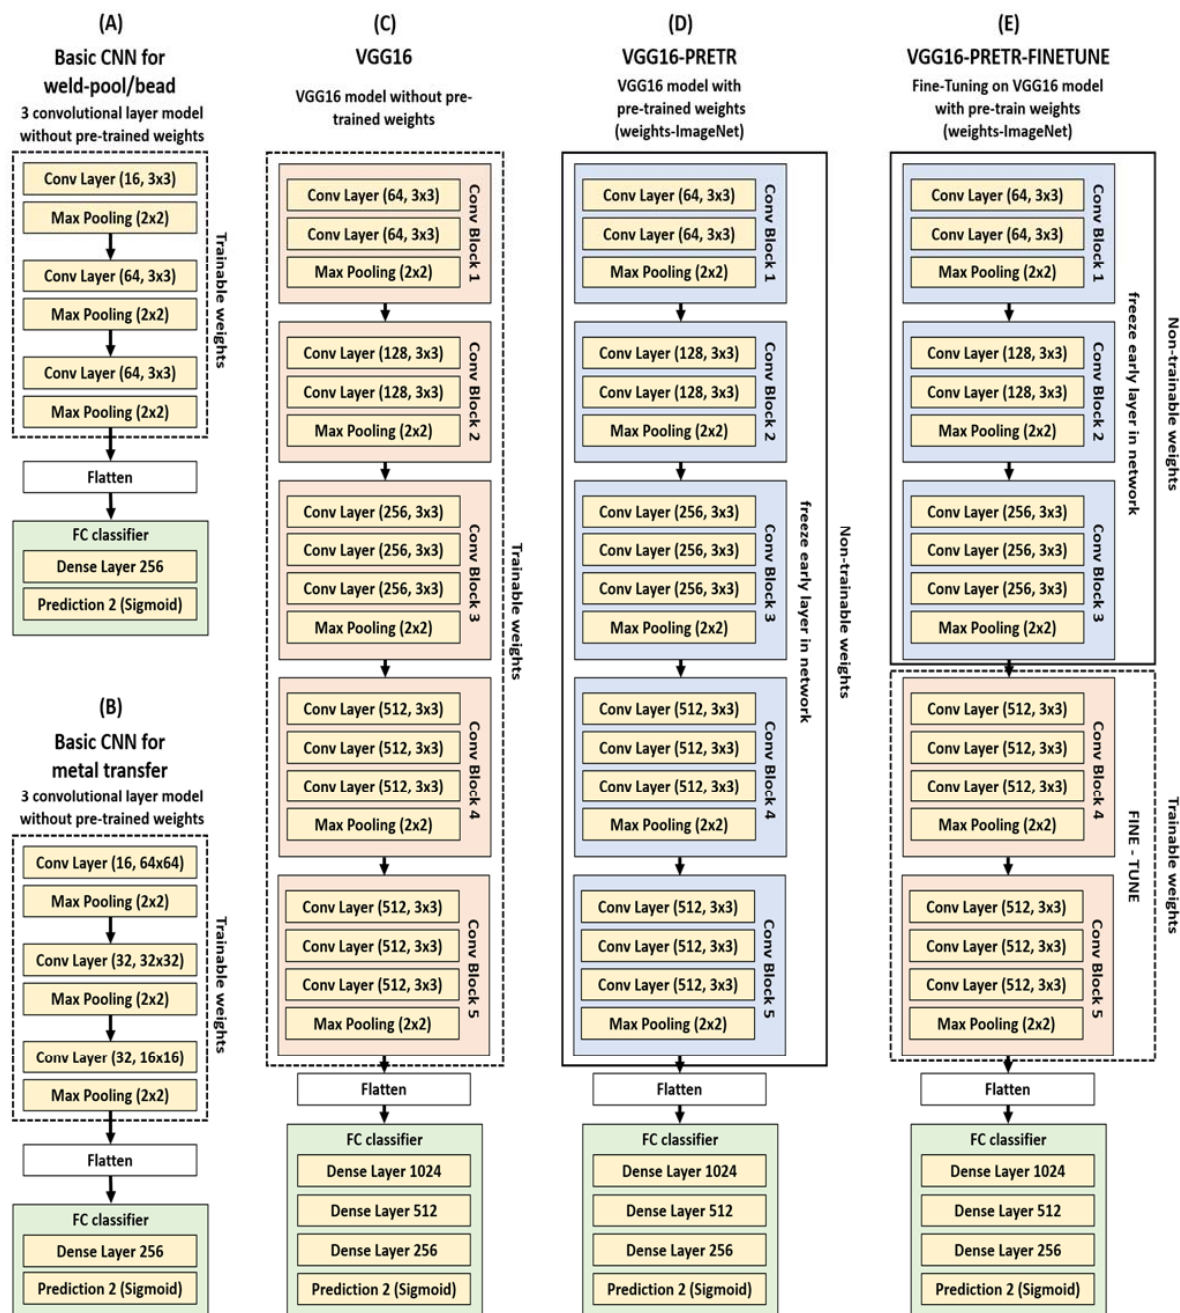 (A)
Basic CNN for
weld-pool/bead
3 convolutional layer model
without pre-trained weights
Conv Layer (16, 3x3)
Max Pooling (2x2)
Conv Layer (64, 3x3)
Max Pooling (2x2)
Conv Layer (64, 3x3)
Max Pooling (2x2)
Trainable weights
Flatten
FC classifier
Dense Layer 256
Prediction 2 (Sigmoid)
(B)
Basic CNN for
metal transfer
3 convolutional layer model
without pre-trained weights
Conv Layer (16, 64x64)
Max Pooling (2x2)
Conv Layer (32, 32x32)
Max Pooling (2x2)
Conv Layer (32, 16x16)
Max Pooling (2x2)
Trainable weights
Flatten
FC classifier
Dense Layer 256
Prediction 2 (Sigmoid)
(C)
VGG16
VGG16 model without pre-
trained weights
Conv Layer (64, 3x3)
Conv Layer (64, 3x3)
Max Pooling (2x2)
Conv Block 1
Conv Layer (128, 3x3)
Conv Layer (128, 3x3)
Max Pooling (2x2)
Conv Block 2
Conv Layer (256, 3x3)
Conv Layer (256, 3x3)
Conv Layer (256, 3x3)
Max Pooling (2x2)
Conv Block 3
Conv Layer (512, 3x3)
Conv Layer (512, 3x3)
Conv Layer (512, 3x3)
Max Pooling (2x2)
Conv Block 4
Conv Layer (512, 3x3)
Conv Layer (512, 3x3)
Conv Layer (512, 3x3)
Max Pooling (2x2)
Conv Block 5
Trainable weights
Flatten
FC classifier
Dense Layer 1024
Dense Layer 512
Dense Layer 256
Prediction 2 (Sigmoid)
(D)
VGG16-PRETR
VGG16 model with
pre-trained weights
(weights-ImageNet)
Conv Layer (64, 3x3)
Conv Layer (64, 3x3)
Max Pooling (2x2)
Conv Block 1
Conv Layer (128, 3x3)
Conv Layer (128, 3x3)
Max Pooling (2x2)
Conv Block 2
Conv Layer (256, 3x3)
Conv Layer (256, 3x3)
Conv Layer (256, 3x3)
Max Pooling (2x2)
Conv Block 3
Conv Layer (512, 3x3)
Conv Layer (512, 3x3)
Conv Layer (512, 3x3)
Max Pooling (2x2)
Conv Block 4
Conv Layer (512, 3x3)
Conv Layer (512, 3x3)
Conv Layer (512, 3x3)
Max Pooling (2x2)
Conv Block 5
freeze early layer in network
Non-trainable weights
Flatten
FC classifier
Dense Layer 1024
Dense Layer 512
Dense Layer 256
Prediction 2 (Sigmoid)
(E)
VGG16-PRETR-FINETUNE
Fine-Tuning on VGG16 model
with pre-train weights
(weights-ImageNet)
Conv Layer (64, 3x3)
Conv Layer (64, 3x3)
Max Pooling (2x2)
Conv Block 1
Conv Layer (128, 3x3)
Conv Layer (128, 3x3)
Max Pooling (2x2)
Conv Block 2
Conv Layer (256, 3x3)
Conv Layer (256, 3x3)
Conv Layer (256, 3x3)
Max Pooling (2x2)
Conv Block 3
freeze early layer in network
Non-trainable weights
Conv Layer (512, 3x3)
Conv Layer (512, 3x3)
Conv Layer (512, 3x3)
Max Pooling (2x2)
Conv Block 4
Conv Layer (512, 3x3)
Conv Layer (512, 3x3)
Conv Layer (512, 3x3)
Max Pooling (2x2)
Conv Block 5
FINE - TUNE
Trainable weights
Flatten
FC classifier
Dense Layer 1024
Dense Layer 512
Dense Layer 256
Prediction 2 (Sigmoid)